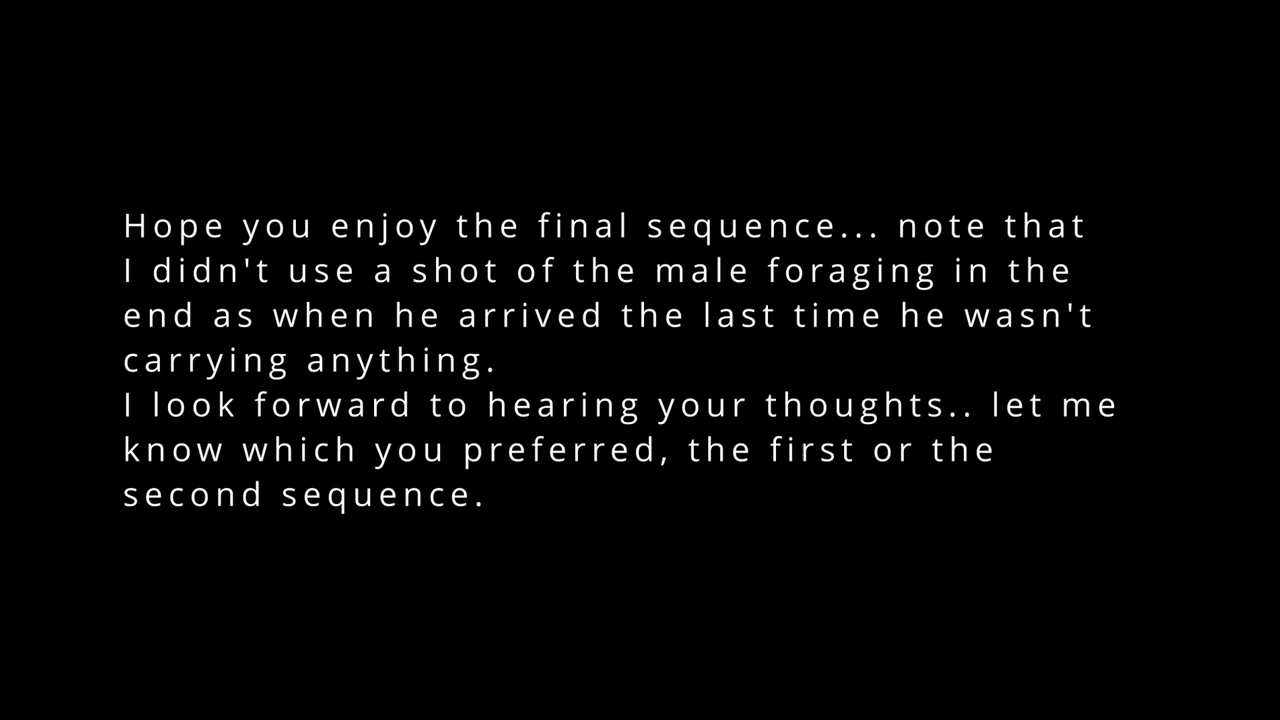 Hope you enjoy the final sequence... note that
I didn't use a shot of the male foraging in the
end as when he arrived the last time he wasn't
carrying anything.
I look forward to hearing your thoughts.. let me
know which you preferred, the first or the
second sequence.